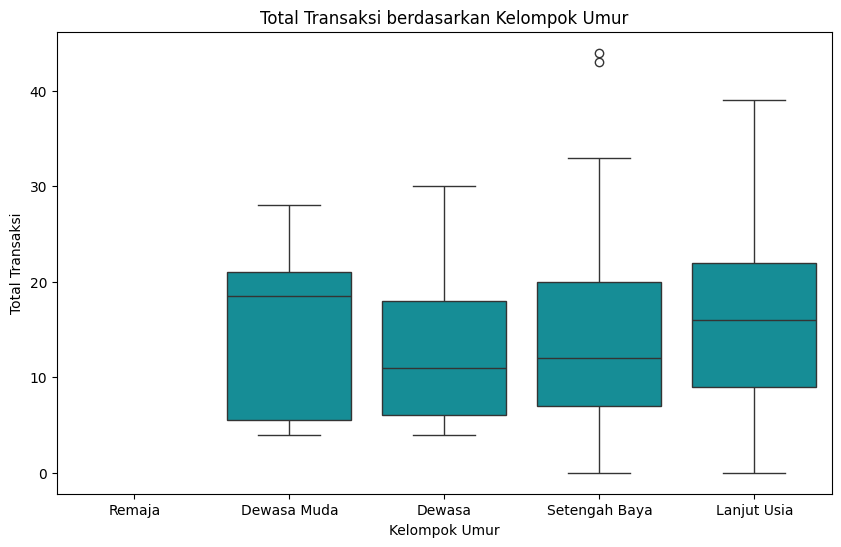 Total Transaksi berdasarkan Kelompok Umur
Total Transaksi
40
30
20
10
0
Remaja Dewasa Muda Dewasa Setengah Baya Lanjut Usia
Kelompok Umur